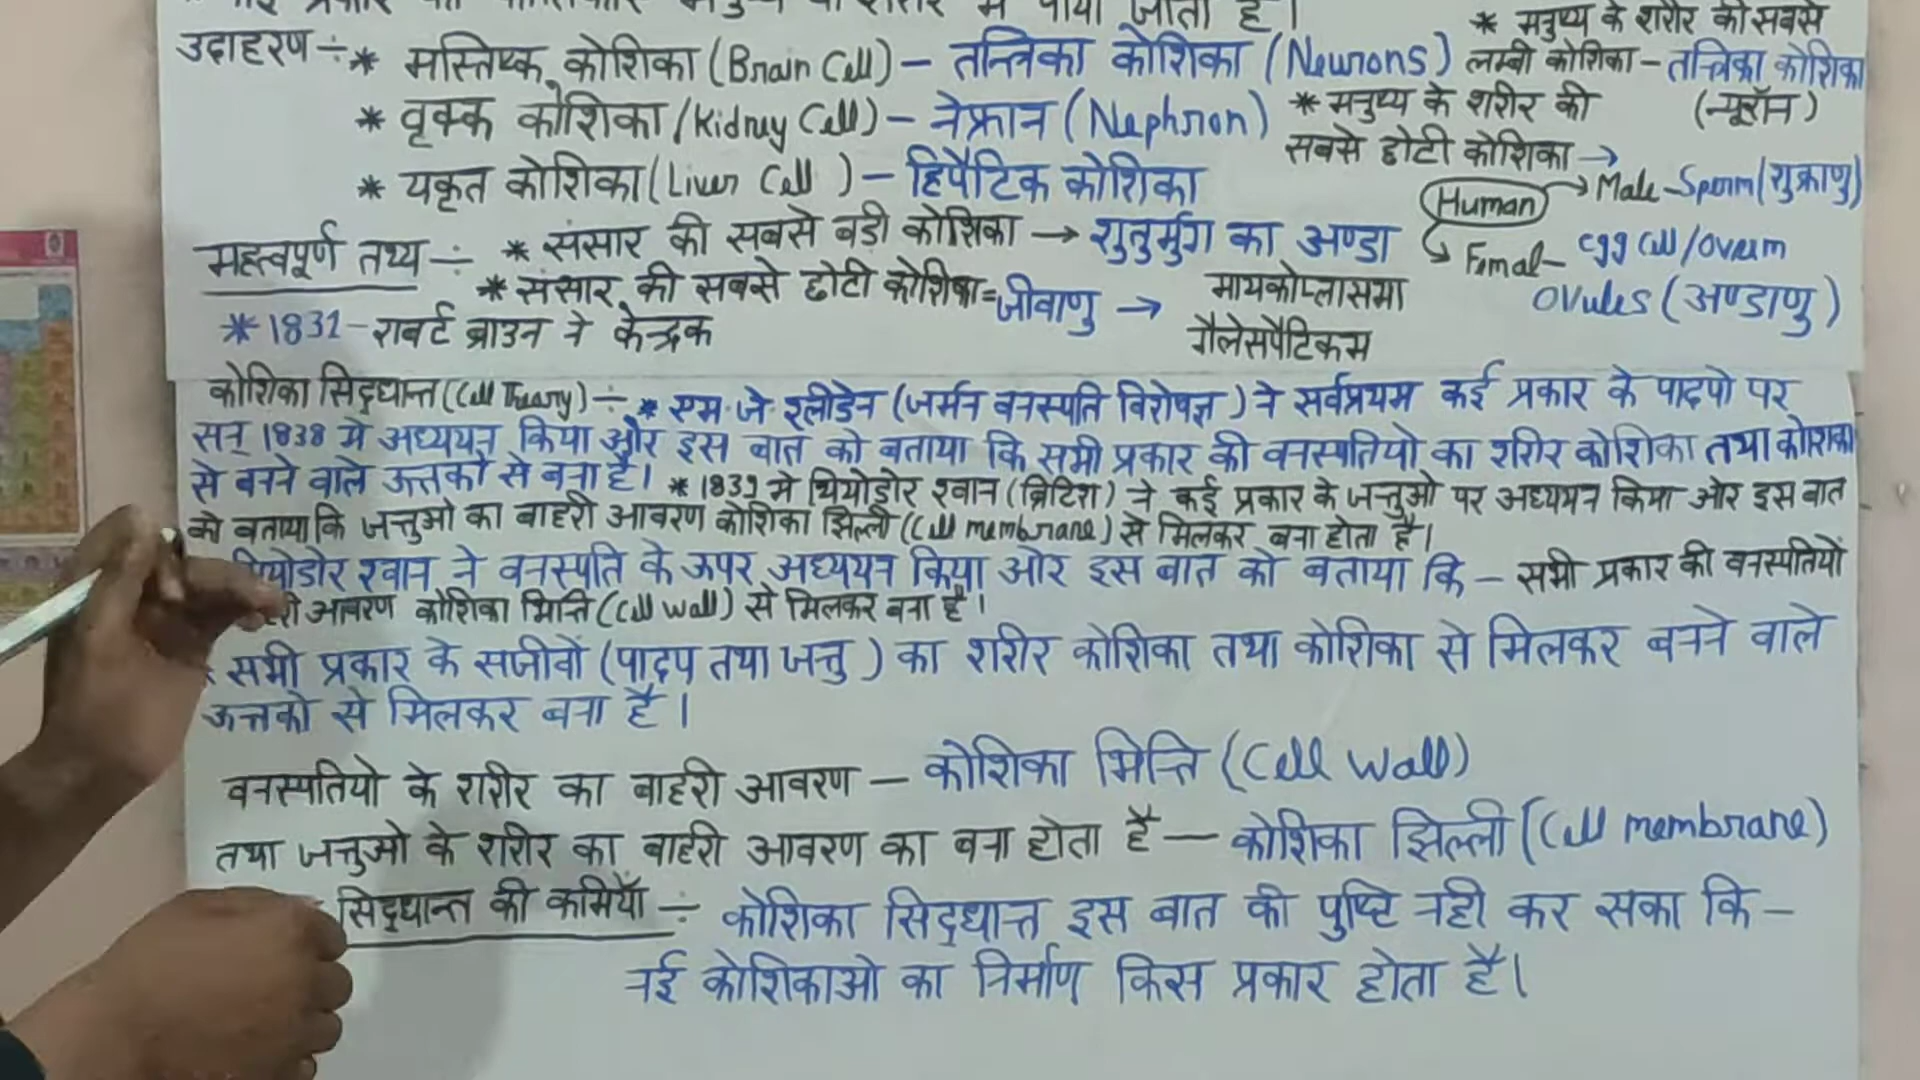 प्रकार की कोशिकाएं मनुष्य के शरीर में पाया जाता है।
* मनुष्य के शरीर की सबसे
लम्बी कोशिका – तन्त्रिका कोशिका
(न्यूरॉन)
उदाहरण ÷ * मस्तिष्क कोशिका (Brain Cell) – तन्त्रिका कोशिका (Neurons)
* वृक्क कोशिका (Kidney Cell) – नेफ्रान (Nephron)
* यकृत कोशिका (Liver Cell) – हिपैटिक कोशिका
* मनुष्य के शरीर की
सबसे छोटी कोशिका →
Human → Male – Sperm (शुक्राणु)
Femal – egg cell/ovum
Ovules (अण्डाणु)
महत्वपूर्ण तथ्य ÷ * संसार की सबसे बडी कोशिका → शुतुर्मुग का अण्डा
* संसार की सबसे छोटी कोशिका = जीवाणु → मायकोप्लासमा
गैलेसपैटिकम
* 1831 – राबर्ट ब्राउन ने केन्द्रक
कोशिका सिद्धान्त (Cell Theory) ÷ * एम.जे श्लीडेन (जर्मन वनस्पति विशेषज्ञ) ने सर्वप्रथम कई प्रकार के पादपो पर
सन् 1838 मे अध्ययन किया और इस बात को बताया कि सभी प्रकार की वनस्पतियो का शरीर कोशिका तथा कोशिका
से बनने वाले ऊत्तको से बना है। * 1839 मे थियोडोर श्वान (ब्रिटिश) ने कई प्रकार के जन्तुओ पर अध्ययन किया और इस बात
को बताया कि जन्तुओ का बाहरी आवरण कोशिका झिल्ली (Cell membrane) से मिलकर बना होता है।
थियोडोर श्वान ने वनस्पति के ऊपर अध्ययन किया और इस बात को बताया कि – सभी प्रकार की वनस्पतियों
आवरण कोशिका भित्ति (Cell wall) से मिलकर बना है।
* सभी प्रकार के सजीवों (पादप तथा जन्तु) का शरीर कोशिका तथा कोशिका से मिलकर बनने वाले
ऊत्तको से मिलकर बना है।
वनस्पतियो के शरीर का बाहरी आवरण – कोशिका भित्ति (Cell Wall)
तथा जन्तुओ के शरीर का बाहरी आवरण का बना होता है – कोशिका झिल्ली (Cell membrane)
सिद्धान्त की कमियाँ ÷ कोशिका सिद्धान्त इस बात की पुष्टि नही कर सका कि –
नई कोशिकाओ का निर्माण किस प्रकार होता है।